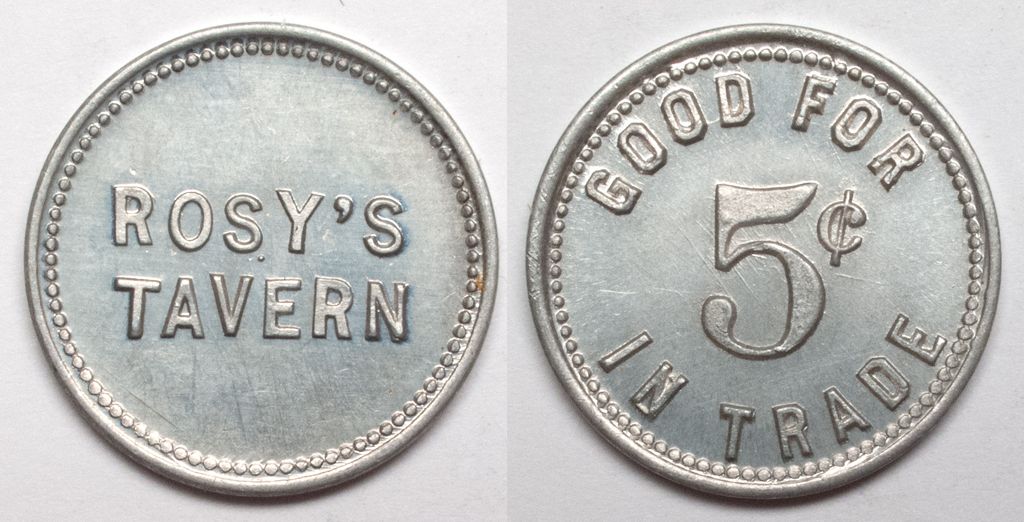 ROSY'S
TAVERN
GOOD FOR
5¢
IN TRADE